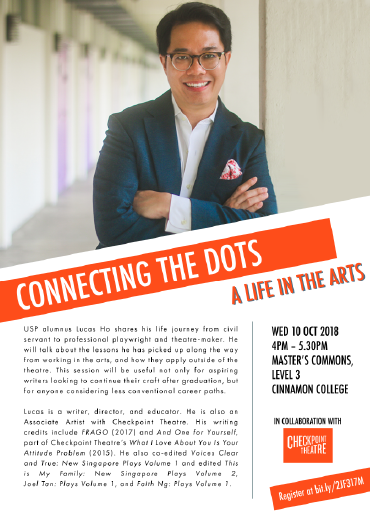 CONNECTING THE DOTS
A LIFE IN THE ARTS
USP alumnus Lucas Ho shares his life journey from civil
servant to professional playwright and theatre-maker. He
will talk about the lessons he has picked up along the way
from working in the arts, and how they apply outside of the
theatre. This session will be useful not only for aspiring
writers looking to continue their craft after graduation, but
for anyone considering less conventional career paths.
Lucas is a writer, director, and educator. He is also an
Associate Artist with Checkpoint Theatre. His writing
credits include FRAGO (2017) and And One for Yourself,
part of Checkpoint Theatre's What I Love About You Is Your
Attitude Problem (2015). He also co-edited Voices Clear
and True: New Singapore Plays Volume 1 and edited This
is My Family: New Singapore Plays Volume 2,
Joel Tan: Plays Volume 1, and Faith Ng: Plays Volume 1.
WED 10 OCT 2018
4PM – 5.30PM
MASTER'S COMMONS,
LEVEL 3
CINNAMON COLLEGE
IN COLLABORATION WITH
CHECKPOINT
THEATRE
Register at bit.ly/2JF3L7M